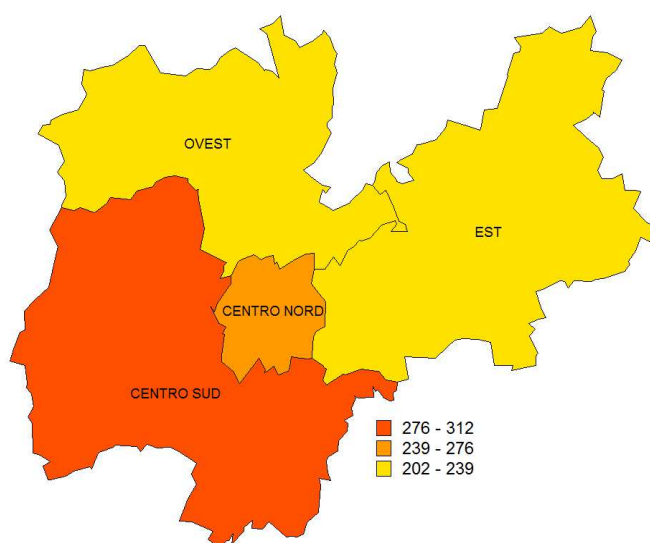 OVEST
EST
CENTRO NORD
CENTRO SUD
276 - 312
239 - 276
202 - 239